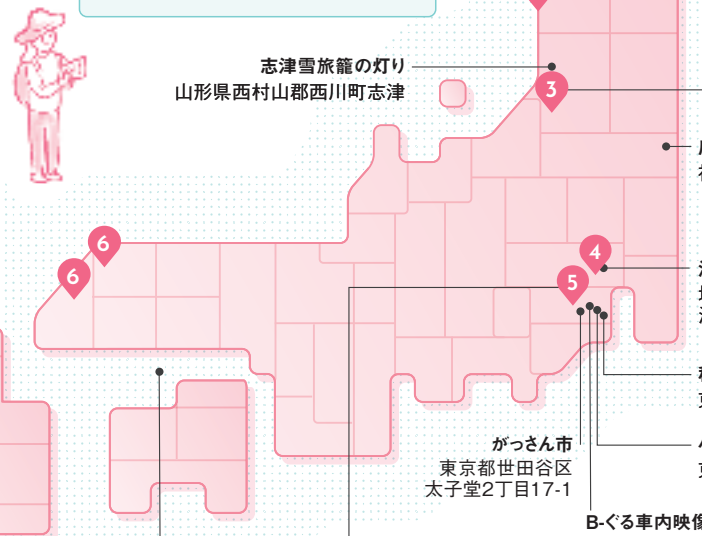 志津雪旅籠の灯り
山形県西村山郡西川町志津
3
6
6
4
5
がっさん市
東京都世田谷区
太子堂2丁目17-1
B-ぐる車内映像